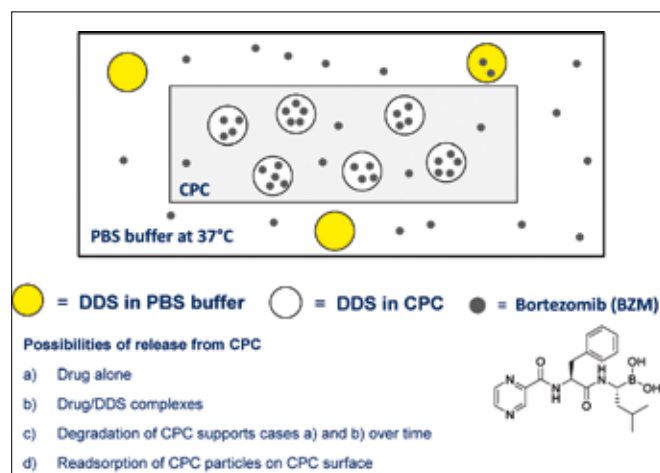 CPC
PBS buffer at 37°C
= DDS in PBS buffer = DDS in CPC = Bortezomib (BZM)
Possibilities of release from CPC
a) Drug alone
b) Drug/DDS complexes
c) Degradation of CPC supports cases a) and b) over time
d) Readsorption of CPC particles on CPC surface
N
N
O
N
H
O
H
N
B
OH
OH